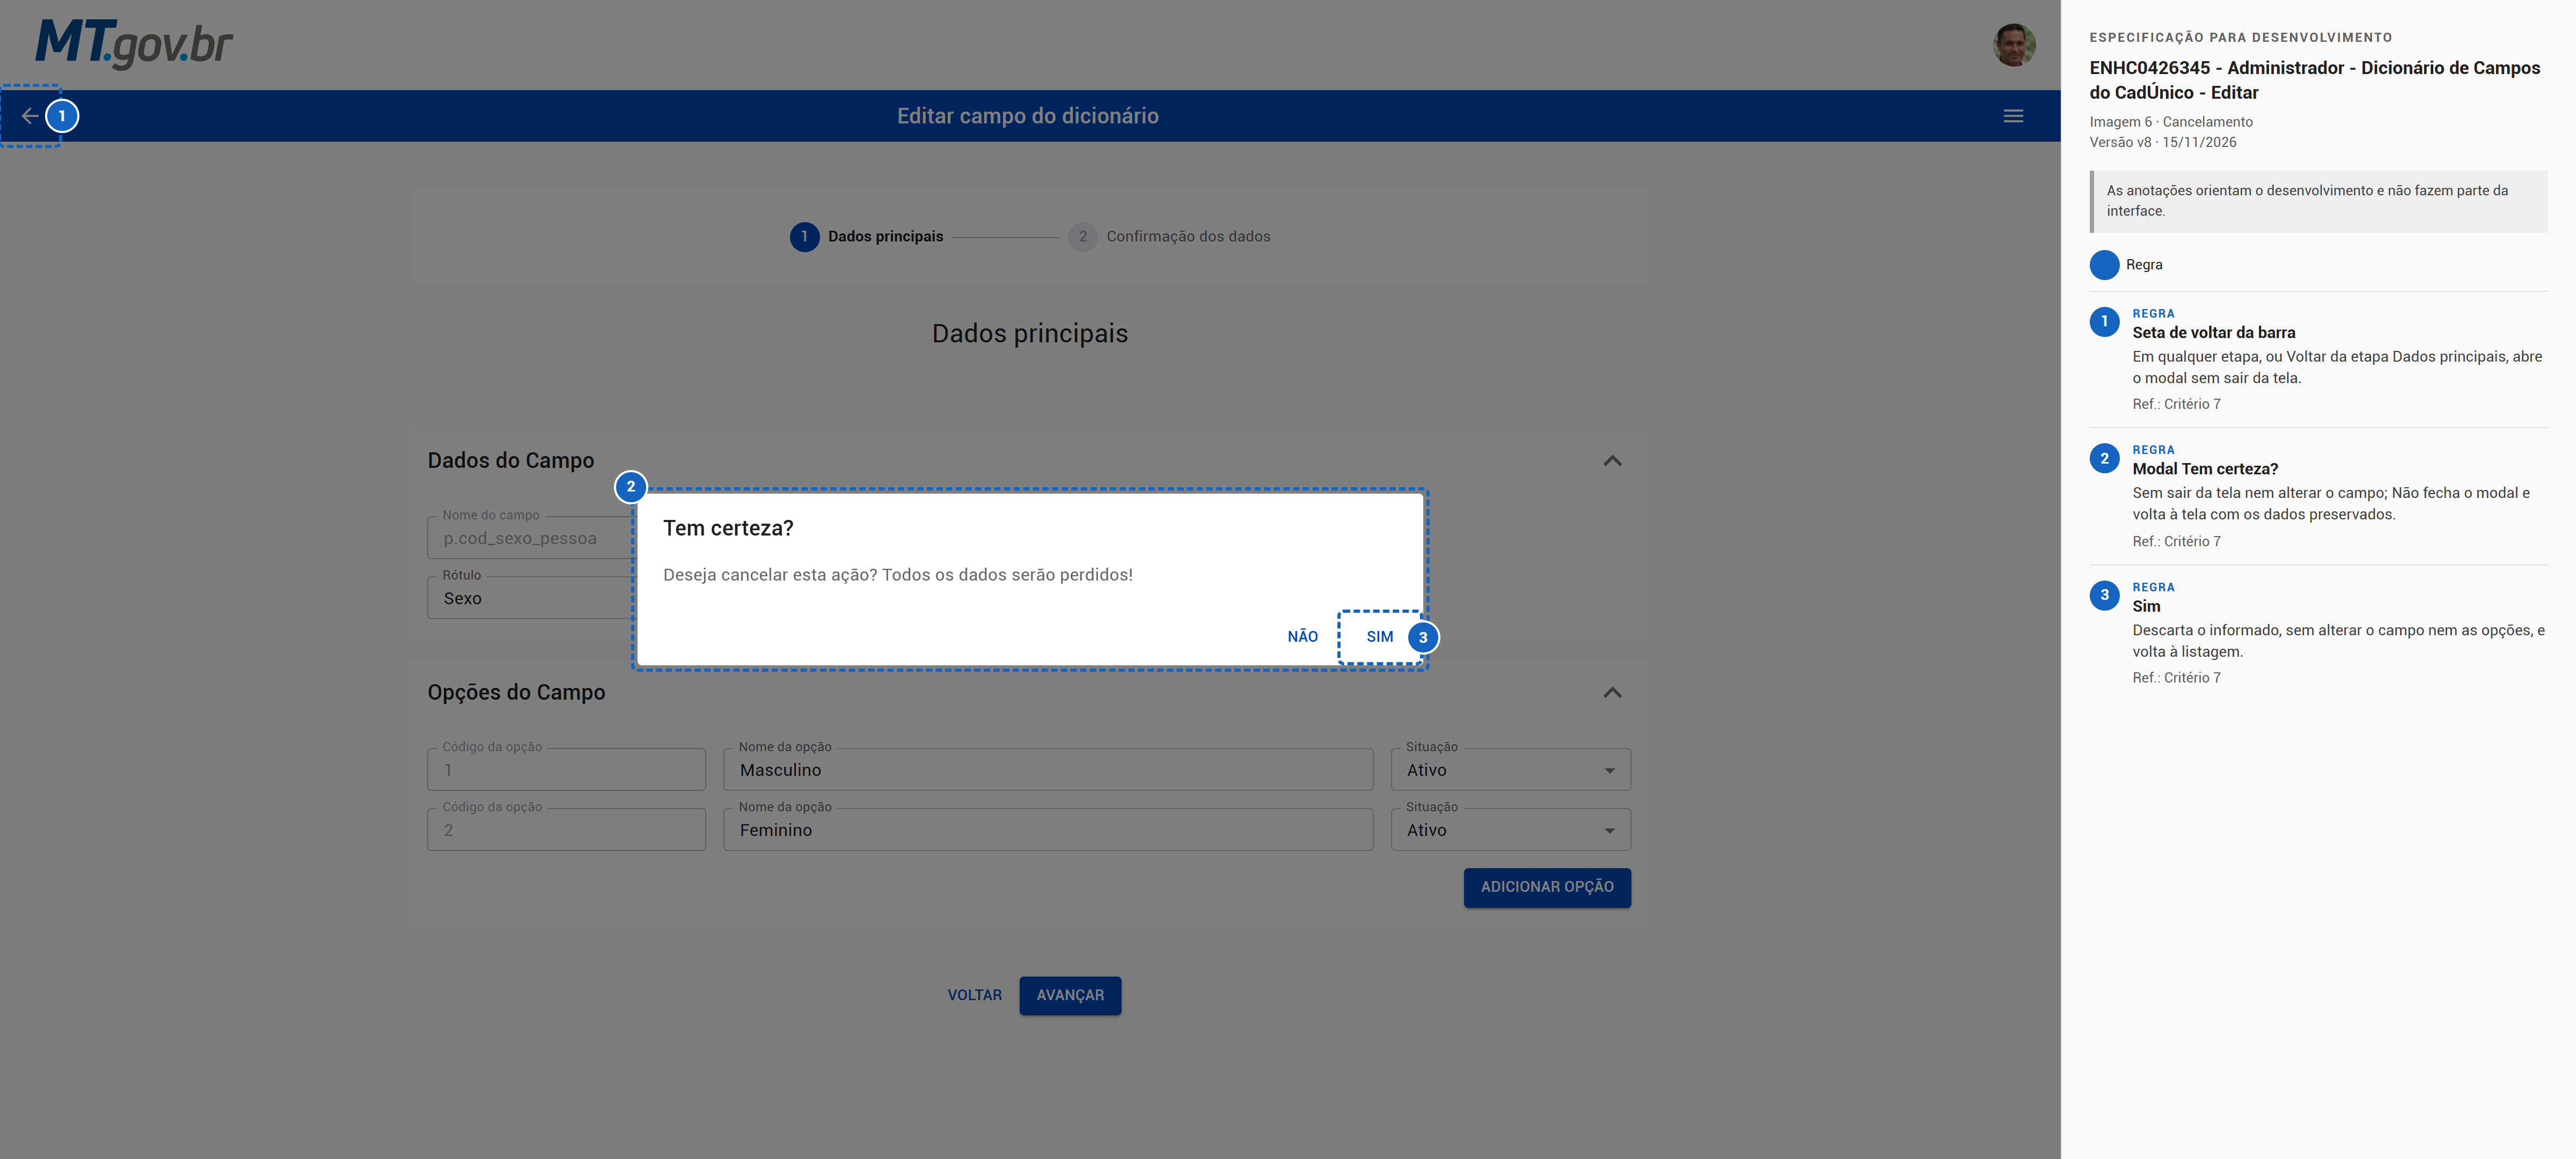 MT.gov.br
1
Editar campo do dicionário
1 Dados principais
2 Confirmação dos dados
Dados principais
Dados do Campo
Nome do campo
p.cod_sexo_pessoa
Rótulo
Sexo
2
Tem certeza?
Deseja cancelar esta ação? Todos os dados serão perdidos!
NÃO
SIM
3
Opções do Campo
Código da opção
1
Nome da opção
Masculino
Situação
Ativo
Código da opção
2
Nome da opção
Feminino
Situação
Ativo
ADICIONAR OPÇÃO
VOLTAR
AVANÇAR
ESPECIFICAÇÃO PARA DESENVOLVIMENTO
ENHC0426345 - Administrador - Dicionário de Campos
do CadÚnico - Editar
Imagem 6 · Cancelamento
Versão v8 · 15/11/2026
As anotações orientam o desenvolvimento e não fazem parte da
interface.
Regra
1
REGRA
Seta de voltar da barra
Em qualquer etapa, ou Voltar da etapa Dados principais, abre
o modal sem sair da tela.
Ref.: Critério 7
2
REGRA
Modal Tem certeza?
Sem sair da tela nem alterar o campo; Não fecha o modal e
volta à tela com os dados preservados.
Ref.: Critério 7
3
REGRA
Sim
Descarta o informado, sem alterar o campo nem as opções, e
volta à listagem.
Ref.: Critério 7